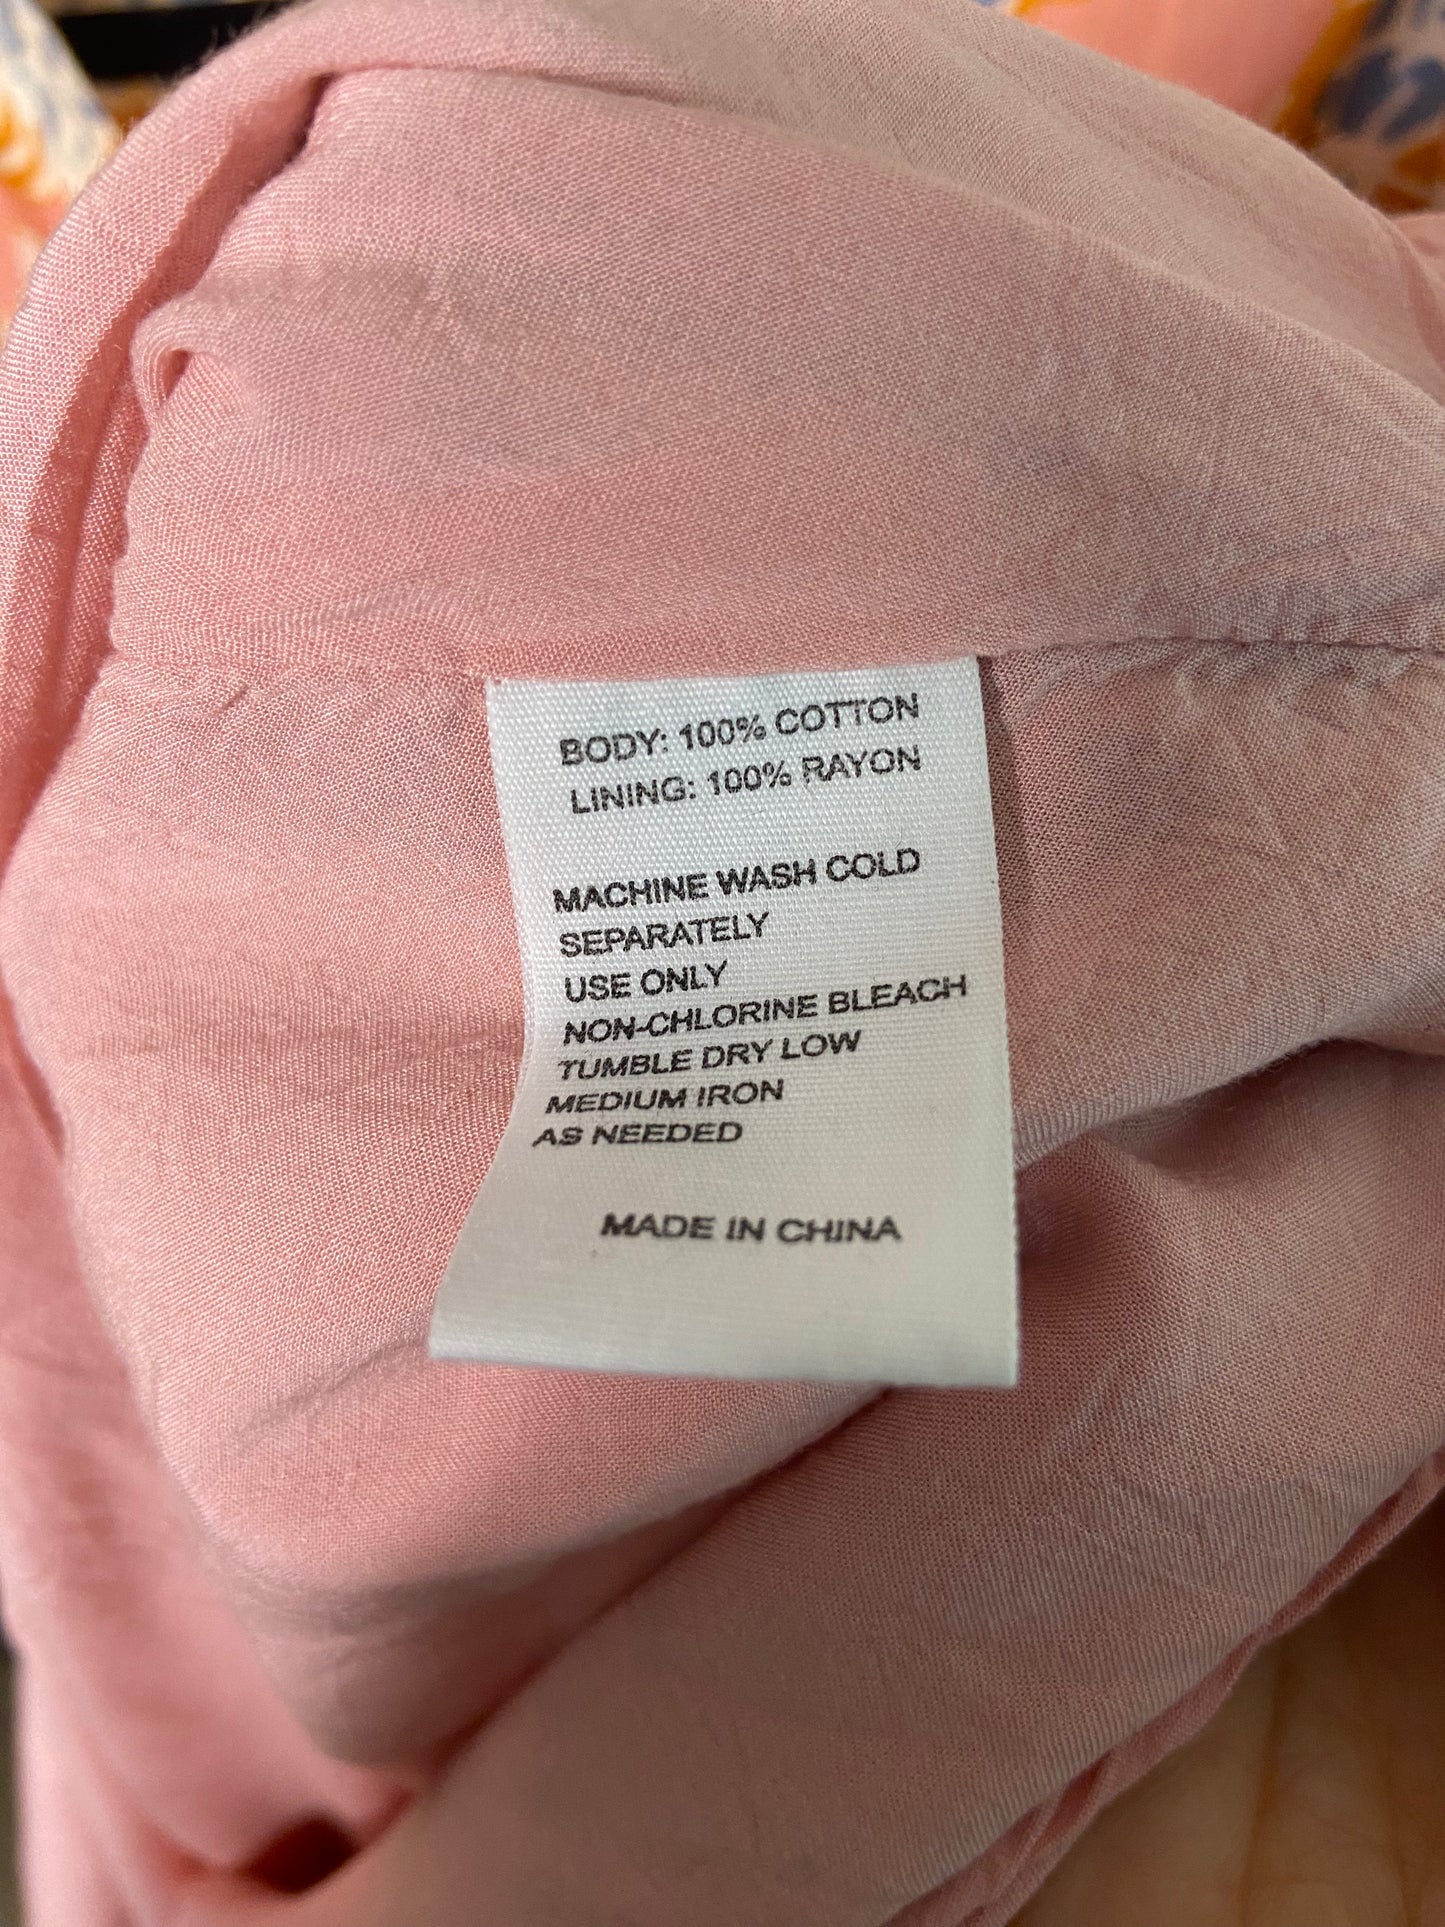 BODY: 100% COTTON
LINING: 100% RAYON
MACHINE WASH COLD
SEPARATELY
USE ONLY
NON-CHLORINE BLEACH
TUMBLE DRY LOW
MEDIUM IRON
AS NEEDED
MADE IN CHINA